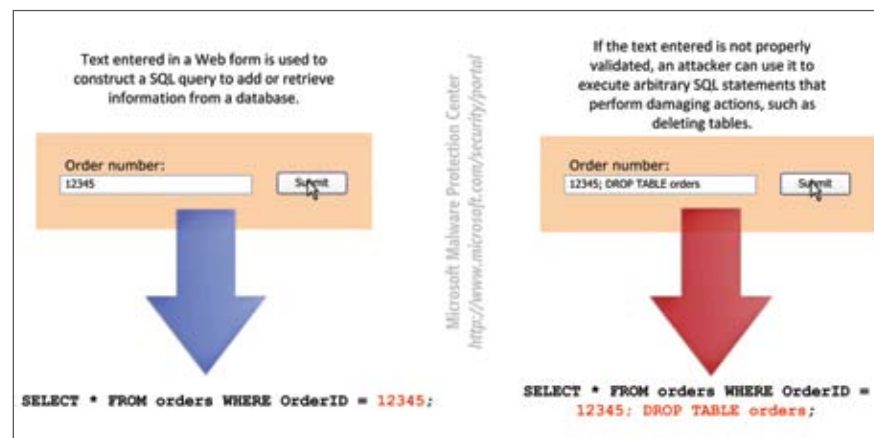 Text entered in a Web form is used to
construct a SQL query to add or retrieve
information from a database.
Order number:
12345
Submit
SELECT * FROM orders WHERE OrderID = 12345;
Microsoft Malware Protection Center
http://www.microsoft.com/security/portal
If the text entered is not properly
validated, an attacker can use it to
execute arbitrary SQL statements that
perform damaging actions, such as
deleting tables.
Order number:
12345; DROP TABLE orders
Submit
SELECT * FROM orders WHERE OrderID =
12345; DROP TABLE orders;